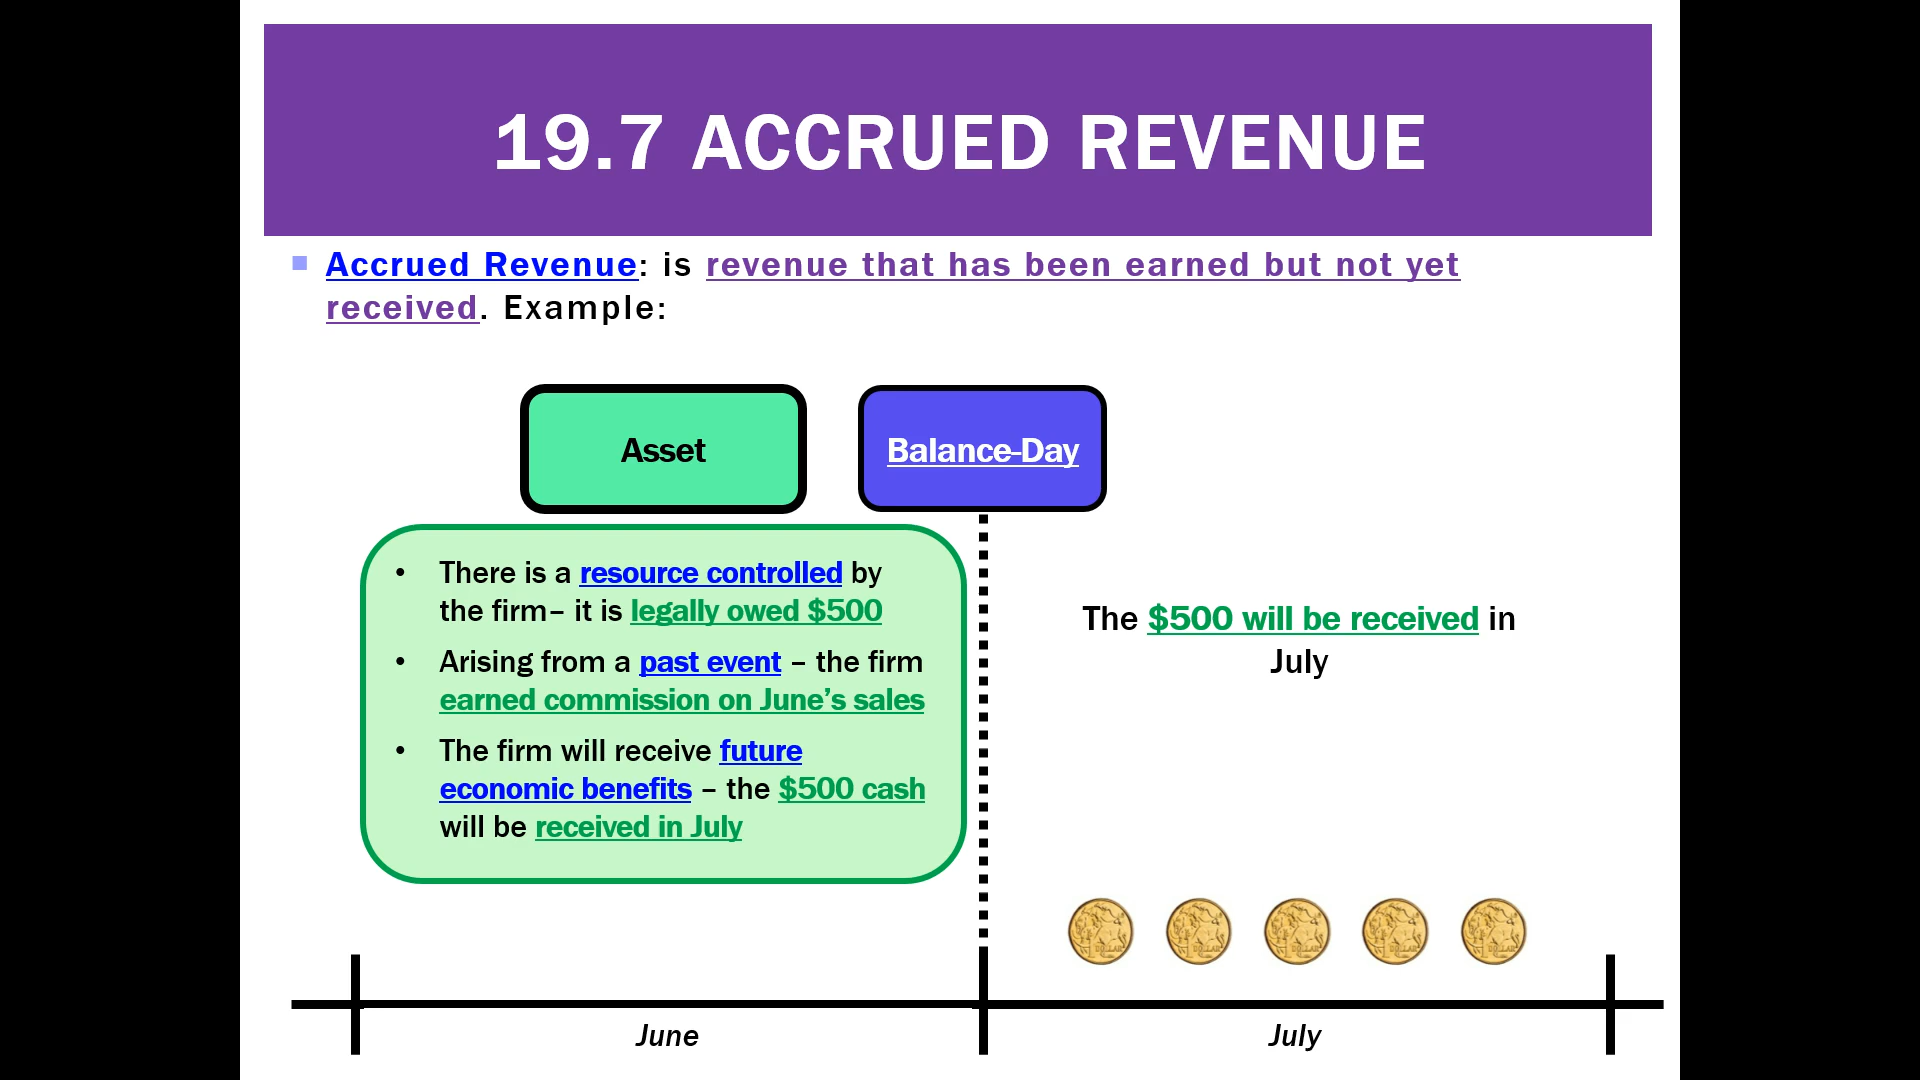 19.7 ACCRUED REVENUE
Accrued Revenue: is revenue that has been earned but not yet
received. Example:
Asset
Balance-Day
• There is a resource controlled by
the firm– it is legally owed $500
• Arising from a past event – the firm
earned commission on June’s sales
• The firm will receive future
economic benefits – the $500 cash
will be received in July
The $500 will be received in
July
June
July